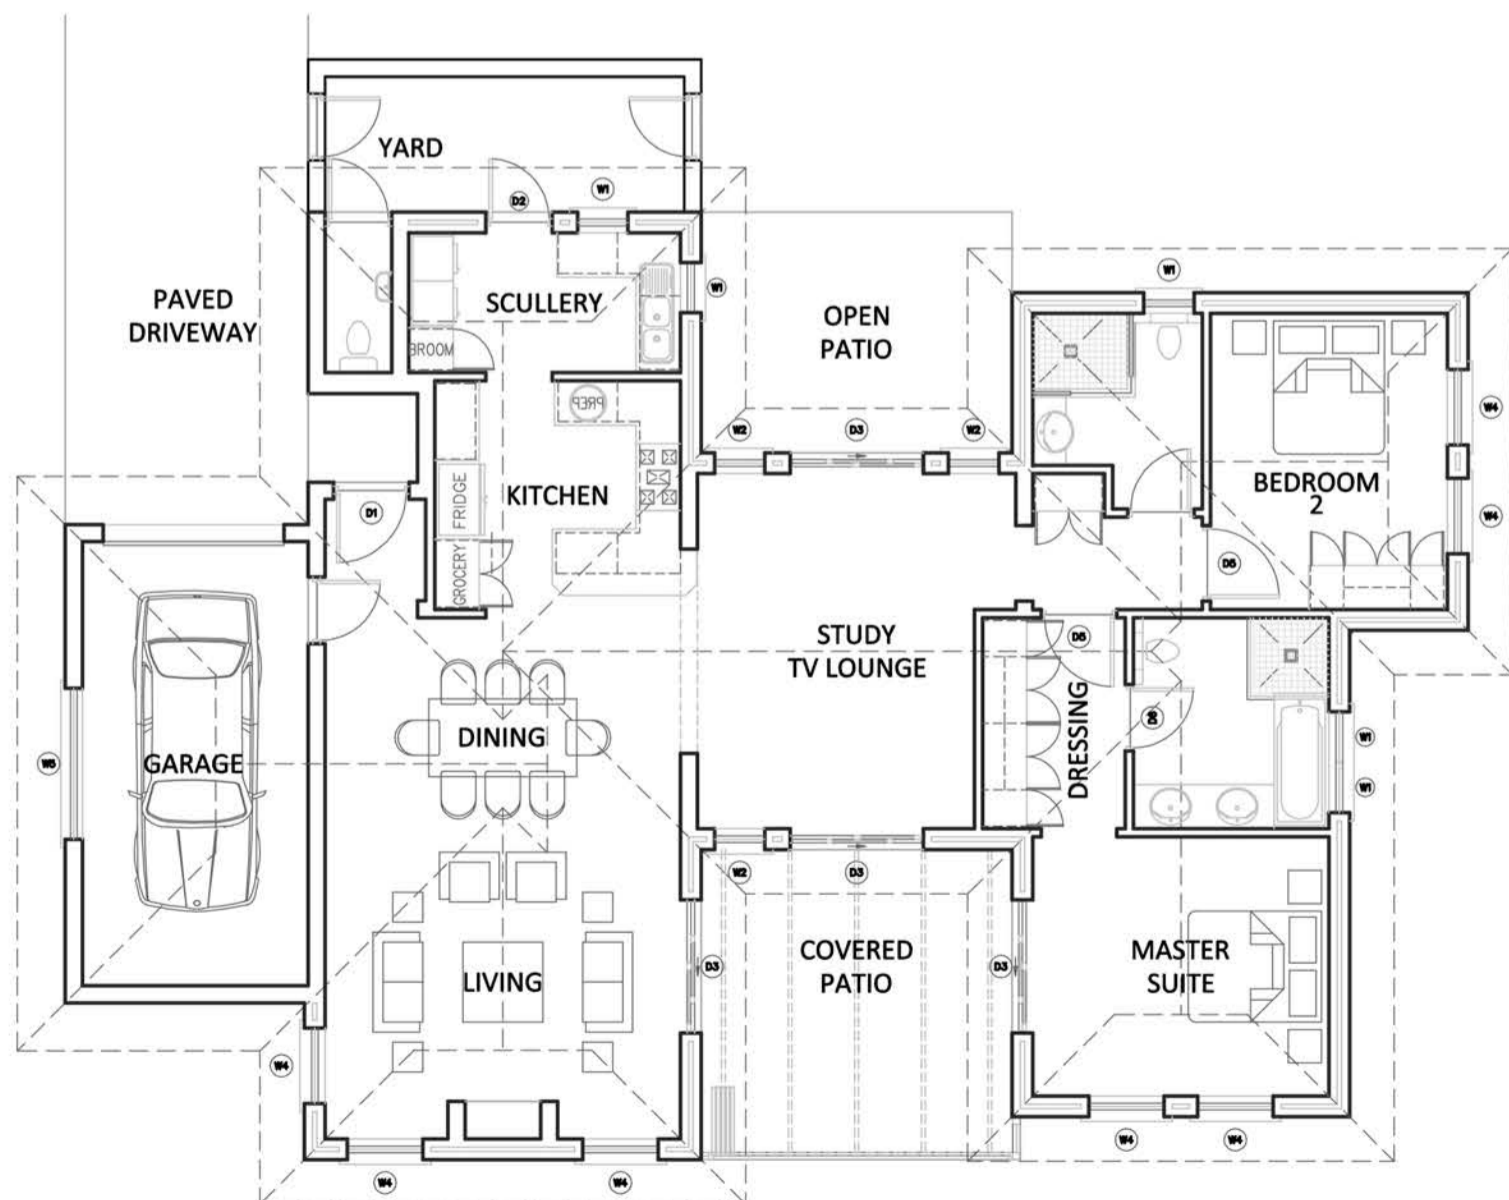 YARD
D2
W1
PAVED
DRIVEWAY
SCULLERY
W1
OPEN
PATIO
W1
BROOM
PREP
W2
D3
W2
W4
FRIDGE
KITCHEN
BEDROOM
2
D1
W4
GROCERY
D5
STUDY
TV LOUNGE
D5
DINING
DRESSING
W1
GARAGE
W5
W1
W2
D3
COVERED
PATIO
MASTER
SUITE
LIVING
D3
D3
W4
W4
W4
W4
W4